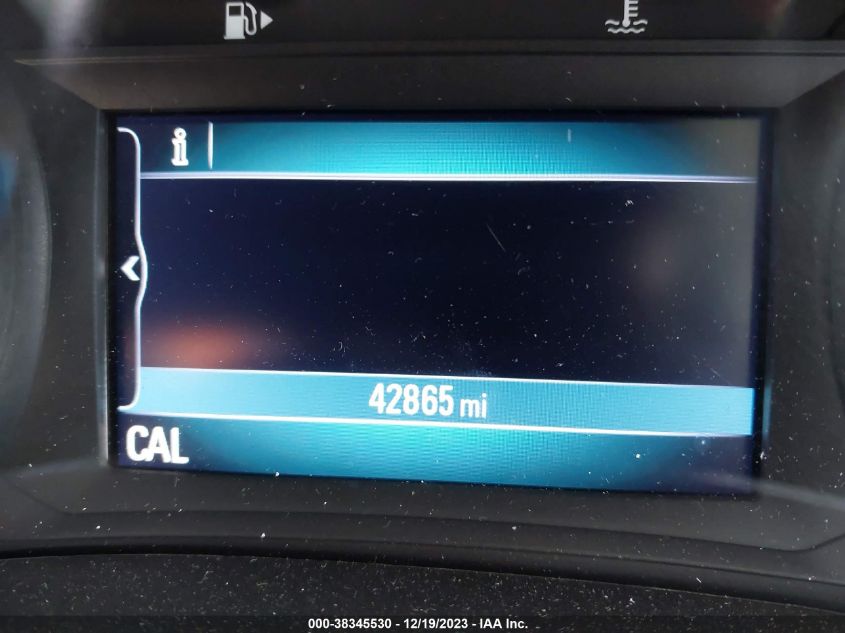 i
42865 mi
CAL
000-38345530 - 12/19/2023 - IAA Inc.